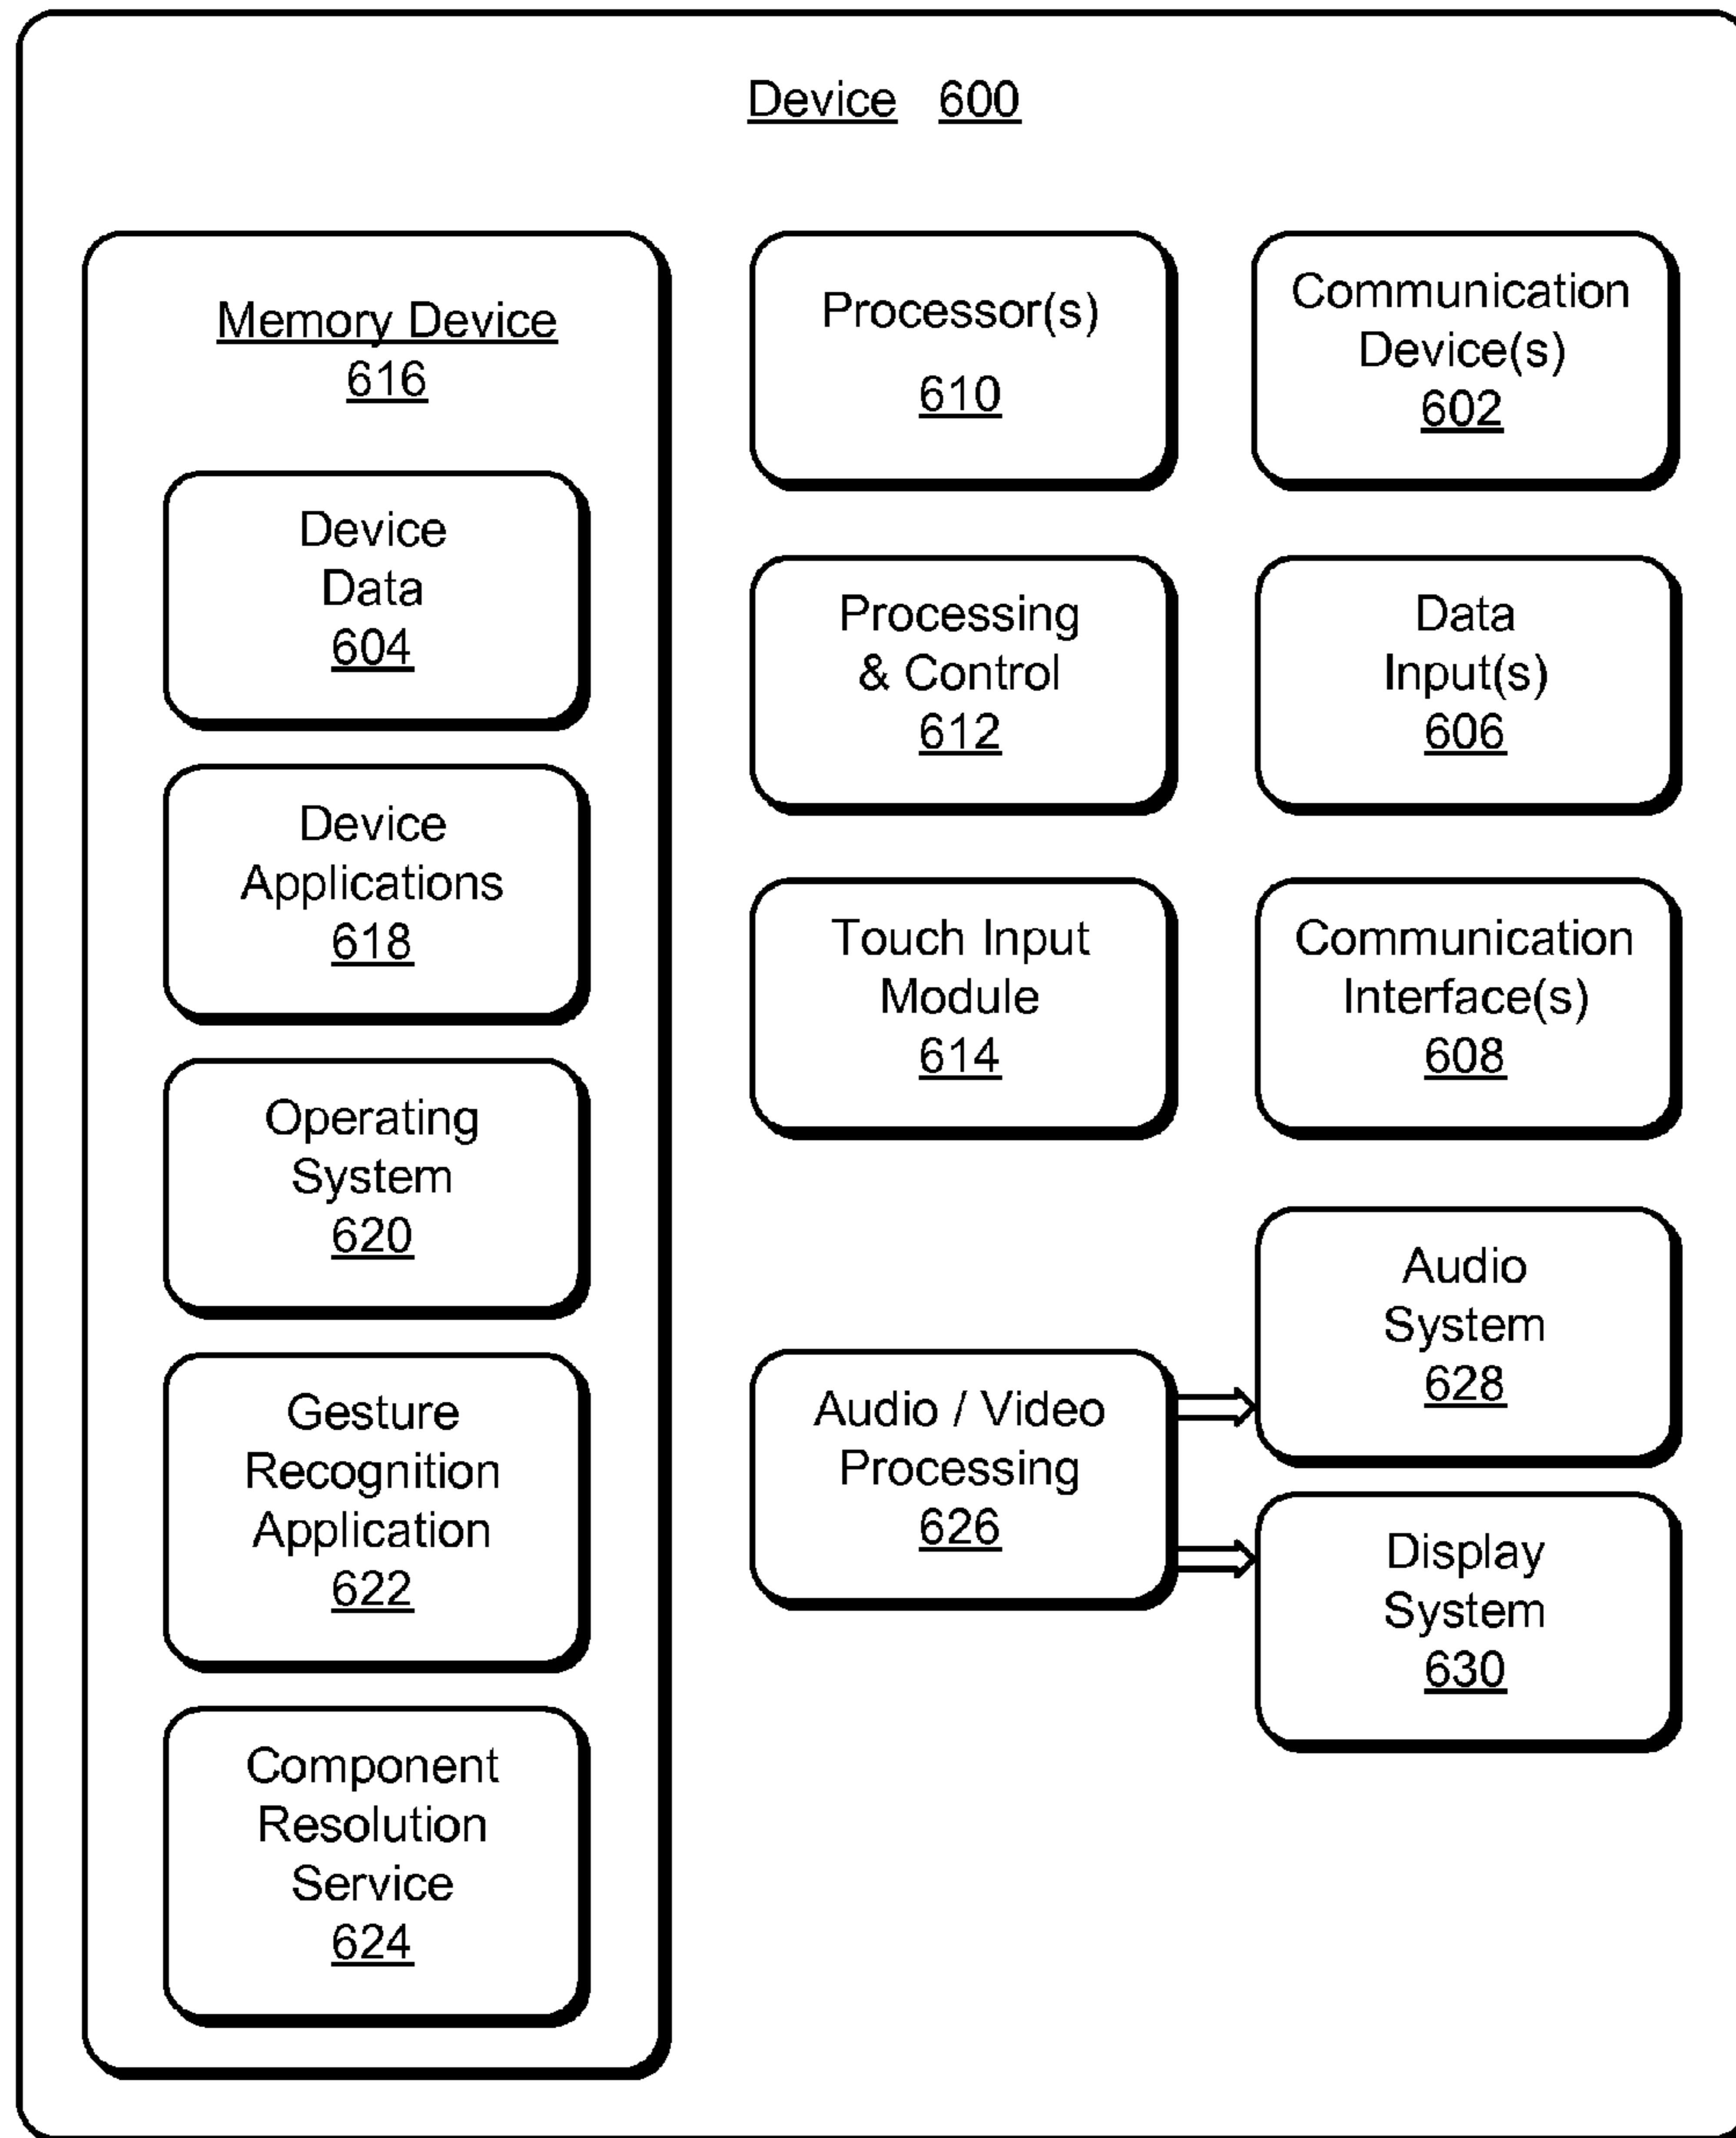 Device 600
Memory Device
616
Device
Data
604
Device
Applications
618
Operating
System
620
Gesture
Recognition
Application
622
Component
Resolution
Service
624
Processor(s)
610
Communication
Device(s)
602
Processing
& Control
612
Data
Input(s)
606
Touch Input
Module
614
Communication
Interface(s)
608
Audio / Video
Processing
626
Audio
System
628
Display
System
630